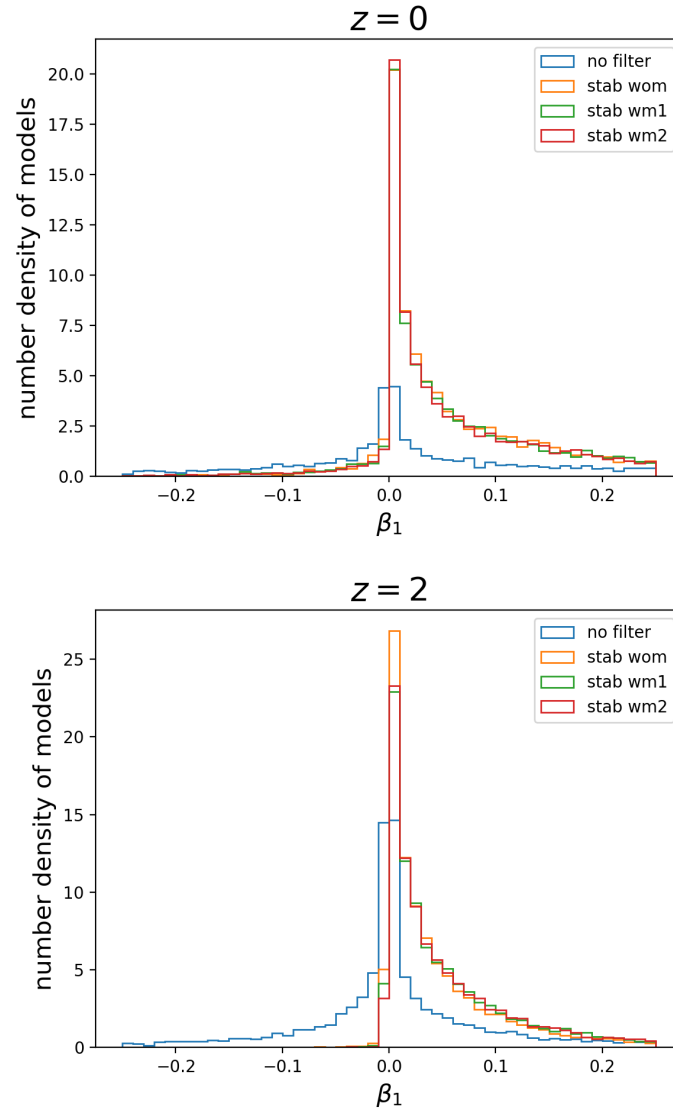 z = 0
number density of models
20.0
17.5
15.0
12.5
10.0
7.5
5.0
2.5
0.0
no filter
stab wom
stab wm1
stab wm2
−0.2
−0.1
0.0
0.1
0.2
β₁
z = 2
number density of models
25
20
15
10
5
0
no filter
stab wom
stab wm1
stab wm2
−0.2
−0.1
0.0
0.1
0.2
β₁